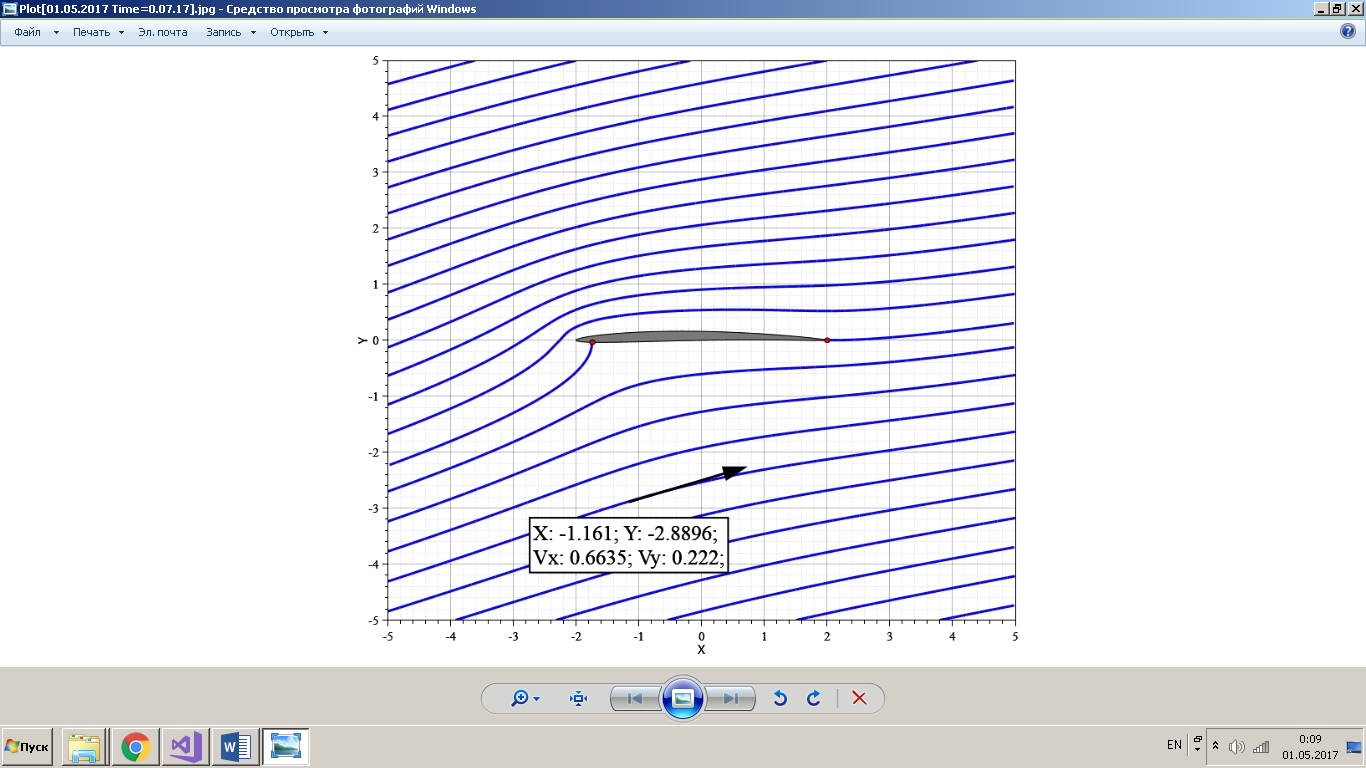 Plot[01.05.2017 Time=0.07.17].jpg - Средство просмотра фотографий Windows
Файл Печать Эл. почта Запись Открыть
5
4
3
2
1
Y 0
-1
-2
-3
-4
-5
X: -1.161; Y: -2.8896;
Vx: 0.6635; Vy: 0.222;
-5 -4 -3 -2 -1 0 1 2 3 4 5
X
Пуск
EN
0:09
01.05.2017